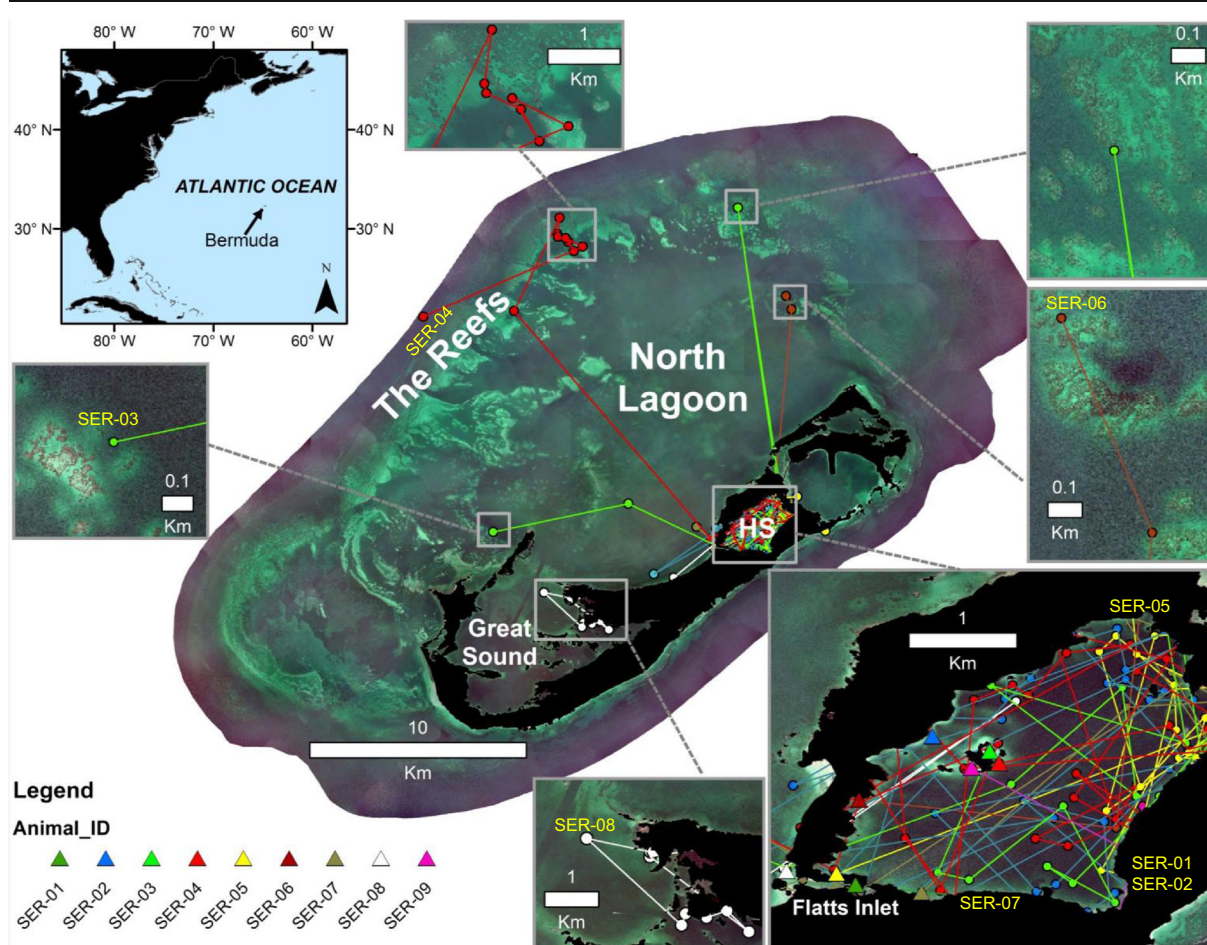 80° W
70° W
60° W
40° N
40° N
ATLANTIC OCEAN
30° N
30° N
Bermuda
N
80° W
70° W
60° W
1
Km
0.1
Km
SER-04
The Reefs
North
Lagoon
SER-06
0.1
Km
SER-03
0.1
Km
HS
Great
Sound
10
Km
SER-08
1
Km
SER-05
1
Km
SER-01
SER-02
SER-07
Flatts Inlet
Legend
Animal_ID
SER-01
SER-02
SER-03
SER-04
SER-05
SER-06
SER-07
SER-08
SER-09